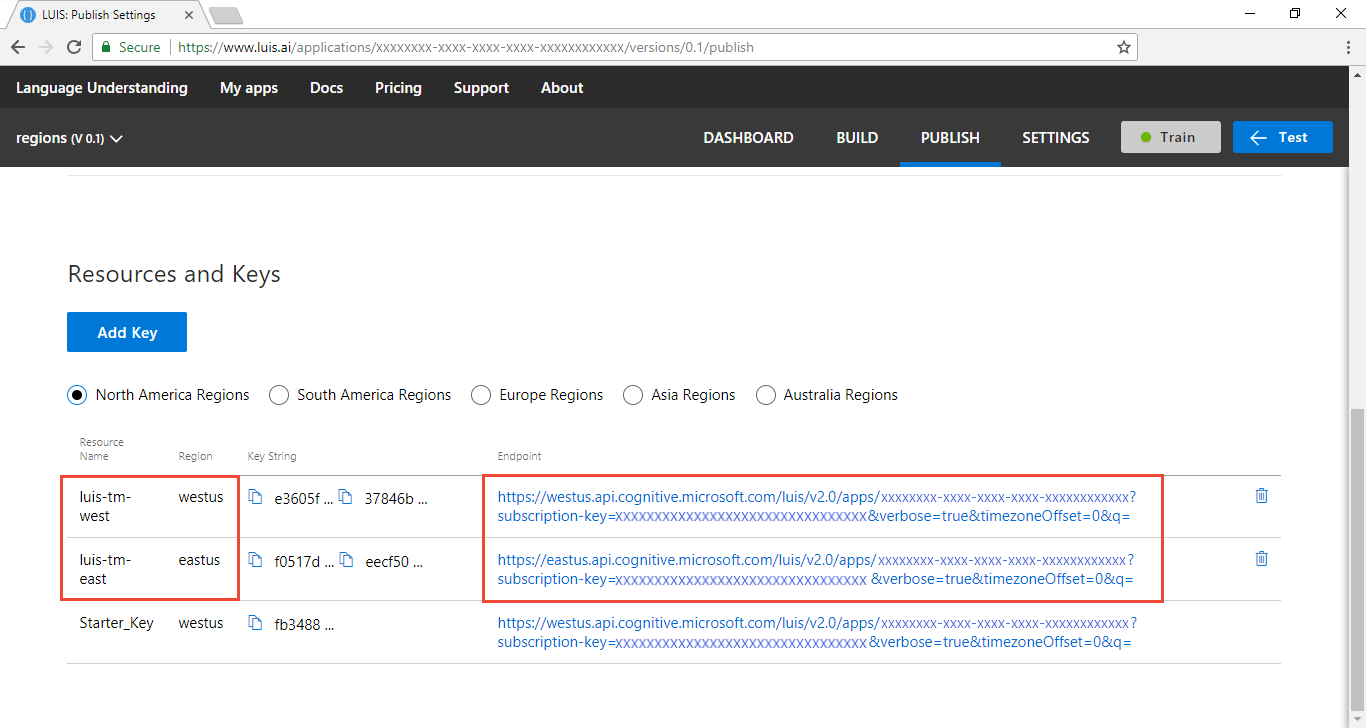 LUIS: Publish Settings
Secure
https://www.luis.ai/applications/xxxxxxxx-xxxx-xxxx-xxxx-xxxxxxxxxxxx/versions/0.1/publish
Language Understanding My apps Docs Pricing Support About
regions (V 0.1) DASHBOARD BUILD PUBLISH SETTINGS Train Test
Resources and Keys
Add Key
North America Regions South America Regions Europe Regions Asia Regions Australia Regions
Resource
Name Region Key String Endpoint
luis-tm- westus e3605f ... 37846b ... https://westus.api.cognitive.microsoft.com/luis/v2.0/apps/xxxxxxxx-xxxx-xxxx-xxxx-xxxxxxxxxxxx?
west subscription-key=xxxxxxxxxxxxxxxxxxxxxxxxxxxxxxxx&verbose=true&timezoneOffset=0&q=
luis-tm- eastus f0517d ... eecf50 ... https://eastus.api.cognitive.microsoft.com/luis/v2.0/apps/xxxxxxxx-xxxx-xxxx-xxxx-xxxxxxxxxxxx?
east subscription-key=xxxxxxxxxxxxxxxxxxxxxxxxxxxxxxxx &verbose=true&timezoneOffset=0&q=
Starter_Key westus fb3488 ... https://westus.api.cognitive.microsoft.com/luis/v2.0/apps/xxxxxxxx-xxxx-xxxx-xxxx-xxxxxxxxxxxx?
subscription-key=xxxxxxxxxxxxxxxxxxxxxxxxxxxxxxxx&verbose=true&timezoneOffset=0&q=